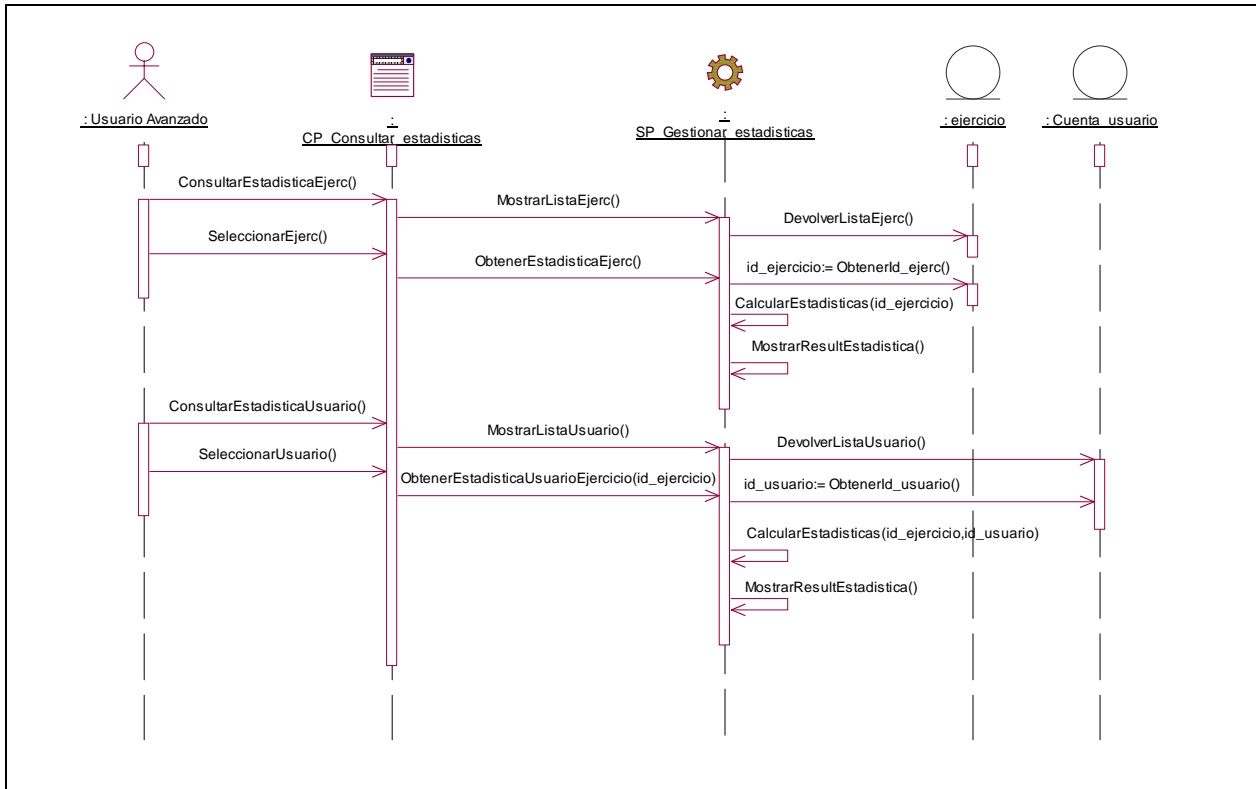 : Usuario Avanzado
:
CP_Consultar_estadisticas
:
SP_Gestionar_estadisticas
: ejercicio
: Cuenta_usuario
ConsultarEstadisticaEjerc()
MostrarListaEjerc()
DevolverListaEjerc()
SeleccionarEjerc()
ObtenerEstadisticaEjerc()
id_ejercicio:= ObtenerId_ejerc()
CalcularEstadisticas(id_ejercicio)
MostrarResultEstadistica()
ConsultarEstadisticaUsuario()
MostrarListaUsuario()
DevolverListaUsuario()
SeleccionarUsuario()
ObtenerEstadisticaUsuarioEjercicio(id_ejercicio)
id_usuario:= ObtenerId_usuario()
CalcularEstadisticas(id_ejercicio,id_usuario)
MostrarResultEstadistica()